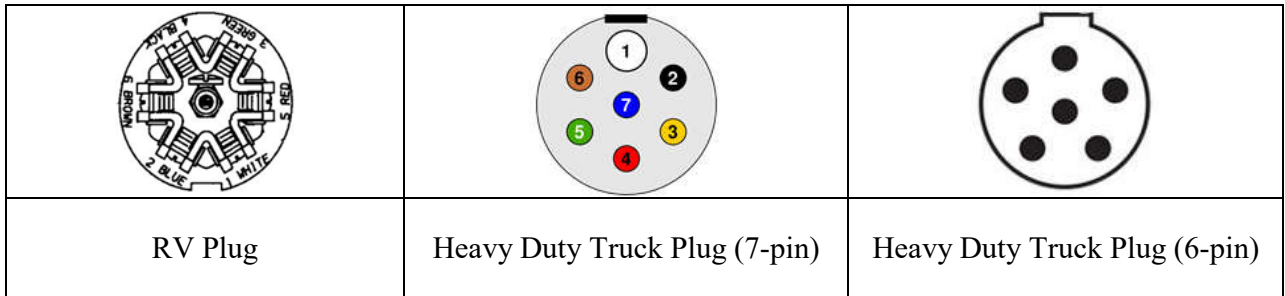 4 BLACK
3 GREEN
6 BROWN
5 RED
2 BLUE
1 WHITE
1
6
2
7
5
3
4
RV Plug
Heavy Duty Truck Plug (7-pin)
Heavy Duty Truck Plug (6-pin)